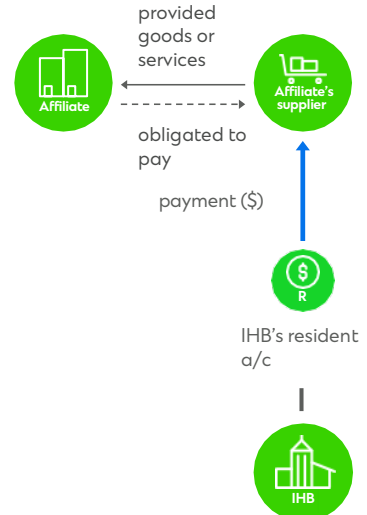 provided
goods or
services
Affiliate
Affiliate's
supplier
obligated to
pay
payment ($)
$
R
IHB's resident
a/c
IHB